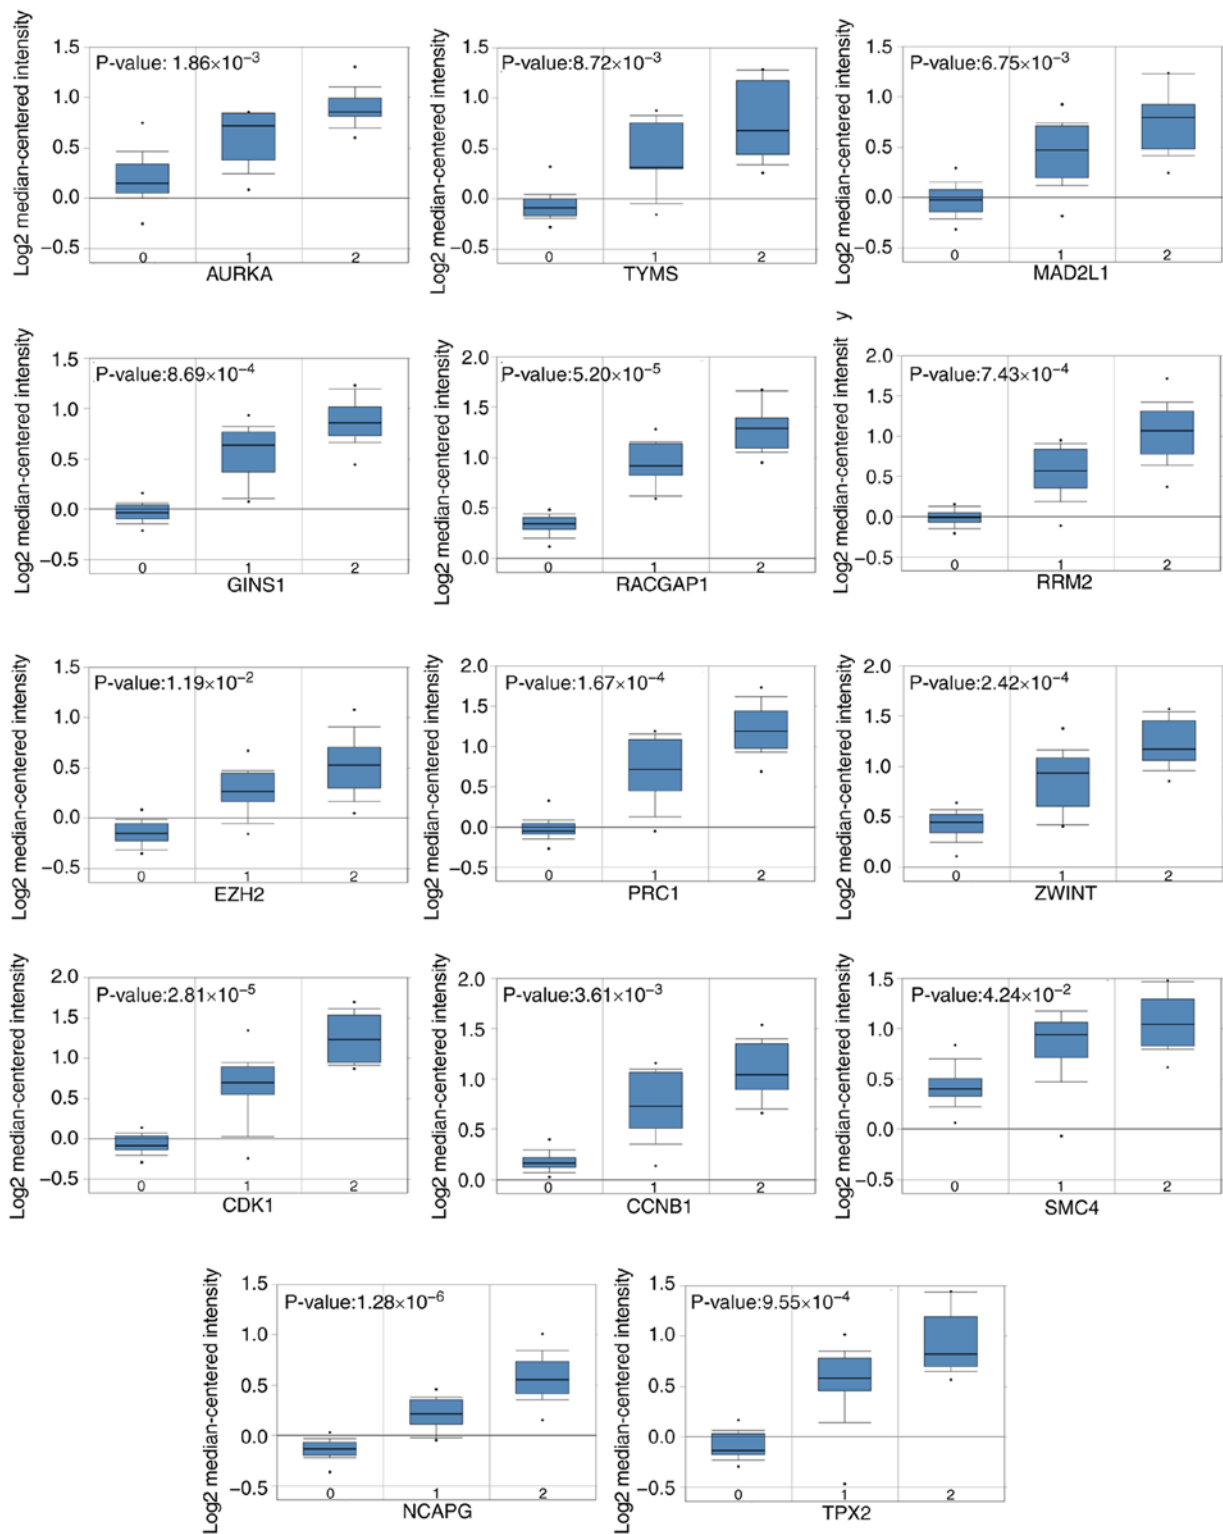 Log2 median-centered intensity
1.5
1.0
0.5
0.0
−0.5
P-value: 1.86×10−3
0 1 2
AURKA
Log2 median-centered intensity
1.5
1.0
0.5
0.0
−0.5
P-value:8.72×10−3
0 1 2
TYMS
Log2 median-centered intensity
1.5
1.0
0.5
0.0
−0.5
P-value:6.75×10−3
0 1 2
MAD2L1
Log2 median-centered intensity
1.5
1.0
0.5
0.0
−0.5
P-value:8.69×10−4
0 1 2
GINS1
Log2 median-centered intensity
2.0
1.5
1.0
0.5
0.0
P-value:5.20×10−5
0 1 2
RACGAP1
Log2 median-centered intensit y
2.0
1.5
1.0
0.5
0.0
−0.5
P-value:7.43×10−4
0 1 2
RRM2
Log2 median-centered intensity
1.5
1.0
0.5
0.0
−0.5
P-value:1.19×10−2
0 1 2
EZH2
Log2 median-centered intensity
2.0
1.5
1.0
0.5
0.0
−0.5
P-value:1.67×10−4
0 1 2
PRC1
Log2 median-centered intensity
2.0
1.5
1.0
0.5
0.0
P-value:2.42×10−4
0 1 2
ZWINT
Log2 median-centered intensity
2.0
1.5
1.0
0.5
0.0
−0.5
P-value:2.81×10−5
0 1 2
CDK1
Log2 median-centered intensity
2.0
1.5
1.0
0.5
0.0
P-value:3.61×10−3
0 1 2
CCNB1
Log2 median-centered intensity
1.5
1.0
0.5
0.0
−0.5
P-value:4.24×10−2
0 1 2
SMC4
Log2 median-centered intensity
1.5
1.0
0.5
0.0
−0.5
P-value:1.28×10−6
0 1 2
NCAPG
Log2 median-centered intensity
1.5
1.0
0.5
0.0
−0.5
P-value:9.55×10−4
0 1 2
TPX2